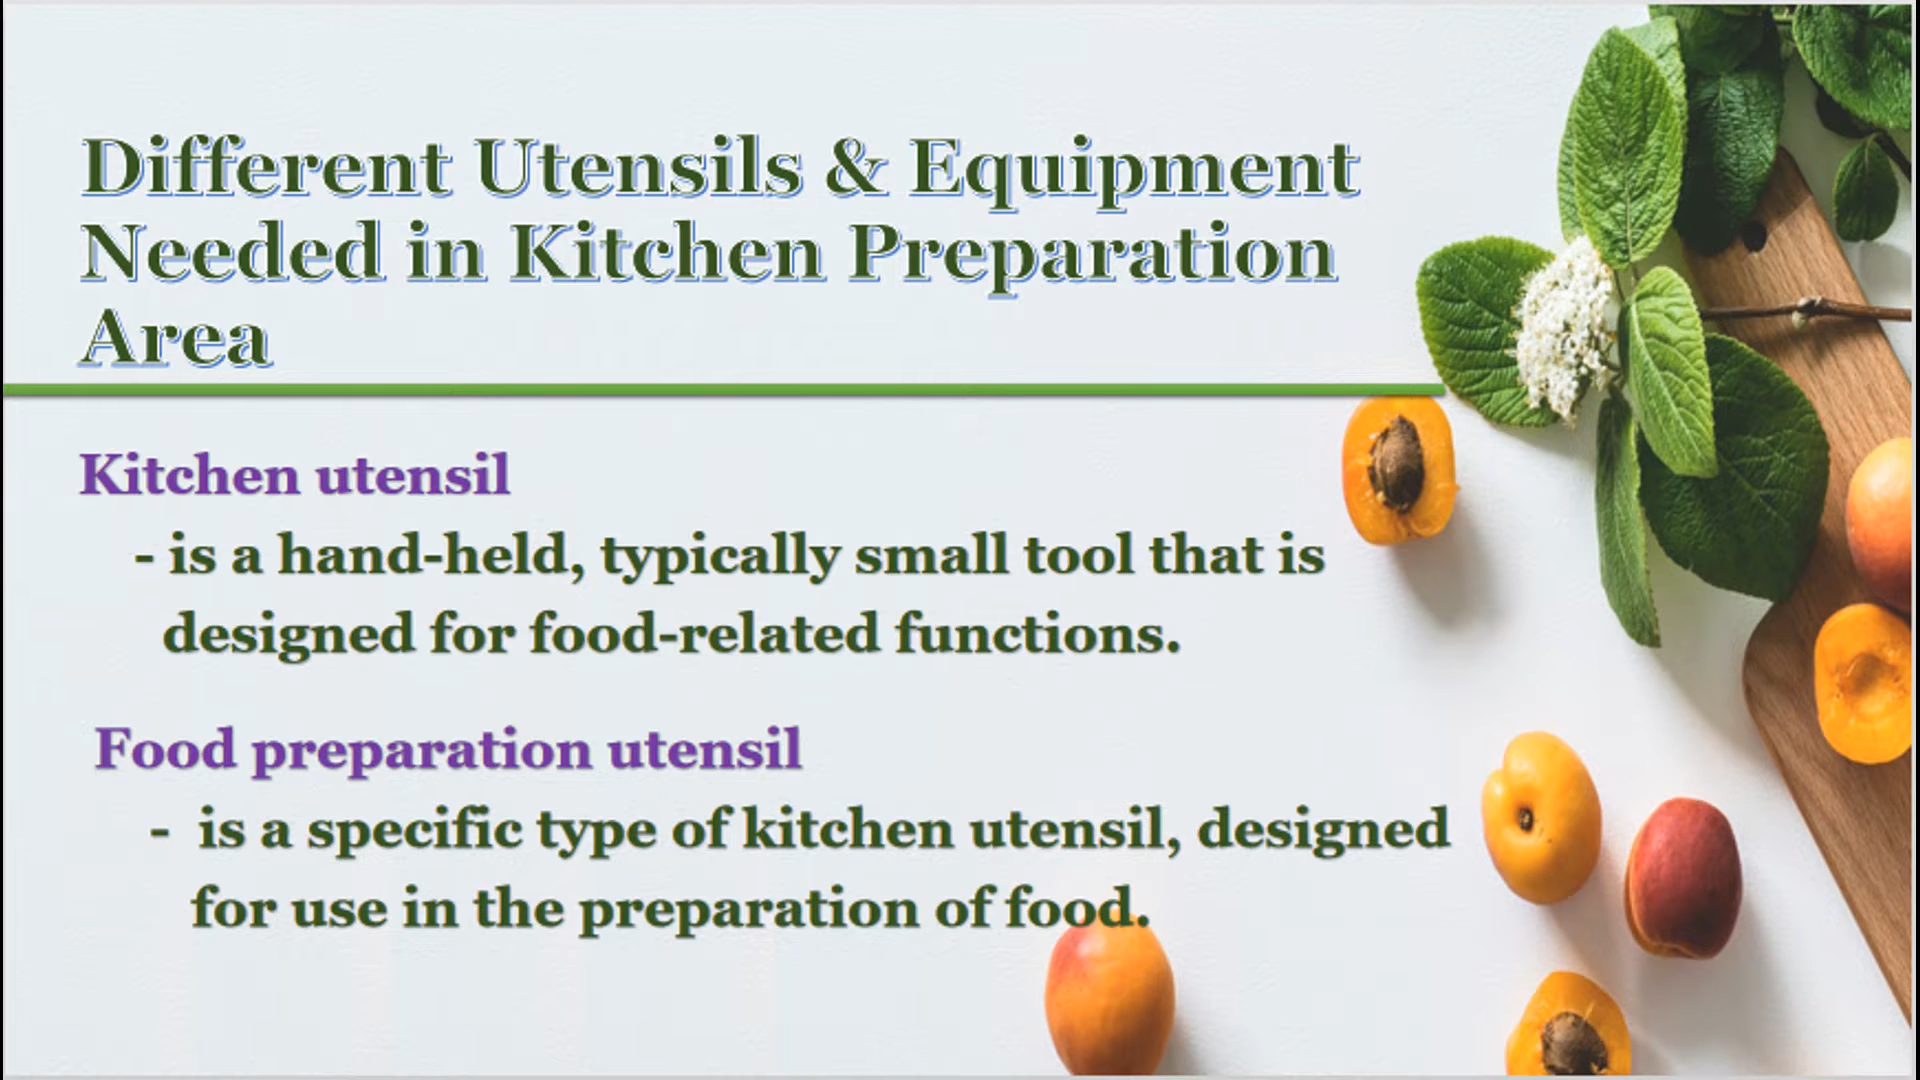 Different Utensils & Equipment
Needed in Kitchen Preparation
Area
Kitchen utensil
- is a hand-held, typically small tool that is
designed for food-related functions.
Food preparation utensil
- is a specific type of kitchen utensil, designed
for use in the preparation of food.